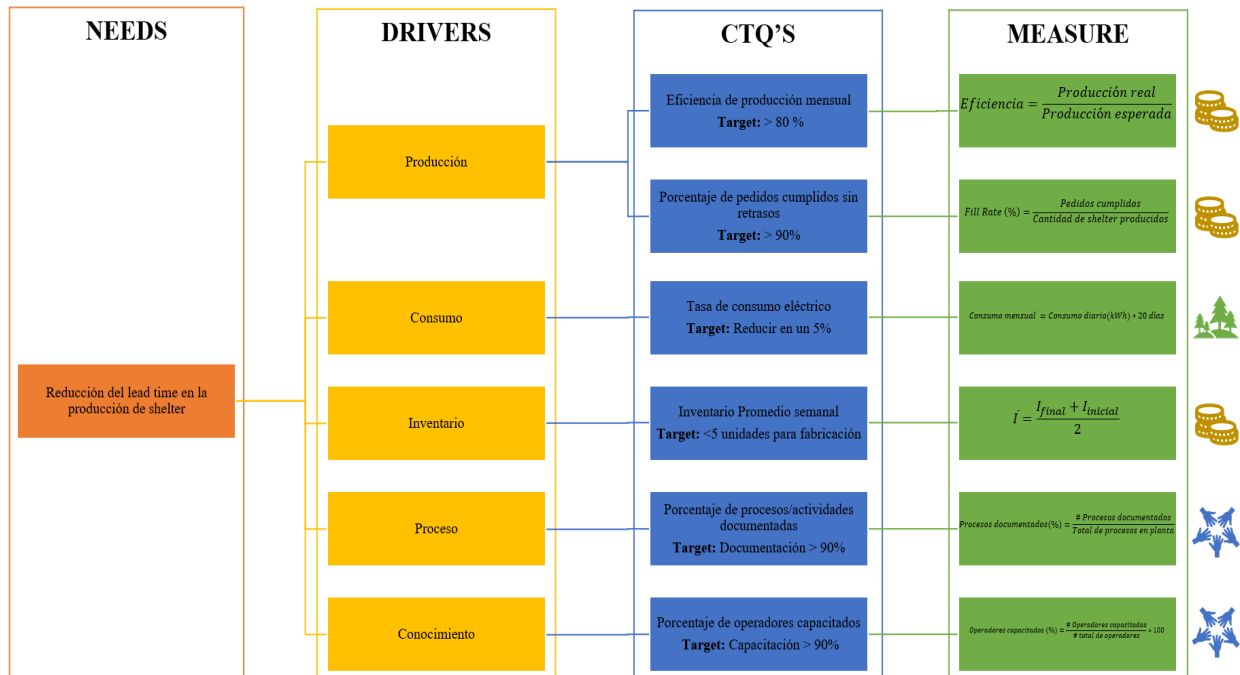 NEEDS
DRIVERS
CTQ'S
MEASURE
Reducción del lead time en la
producción de shelter
Producción
Consumo
Inventario
Proceso
Conocimiento
Eficiencia de producción mensual
Target: > 80 %
Porcentaje de pedidos cumplidos sin
retrasos
Target: > 90%
Tasa de consumo eléctrico
Target: Reducir en un 5%
Inventario Promedio semanal
Target: <5 unidades para fabricación
Porcentaje de procesos/actividades
documentadas
Target: Documentación > 90%
Porcentaje de operadores capacitados
Target: Capacitación > 90%
Eficiencia = Producción real / Producción esperada
Fill Rate (%) = Pedidos cumplidos / Cantidad de shelter producidos
Consumo mensual = Consumo diario(kWh) * 20 días
İ = I_final + I_inicial / 2
Procesos documentados(%) = # Procesos documentados / Total de procesos en planta
Operadores capacitados (%) = # Operadores capacitados / # total de operadores * 100